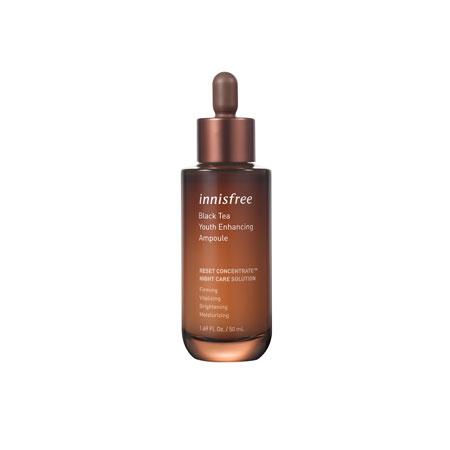 innisfree
Black Tea
Youth Enhancing
Ampoule
RESET CONCENTRATE™
NIGHT CARE SOLUTION
Firming
Vitalizing
Brightening
Moisturizing
1.69 FL. Oz. / 50 mL